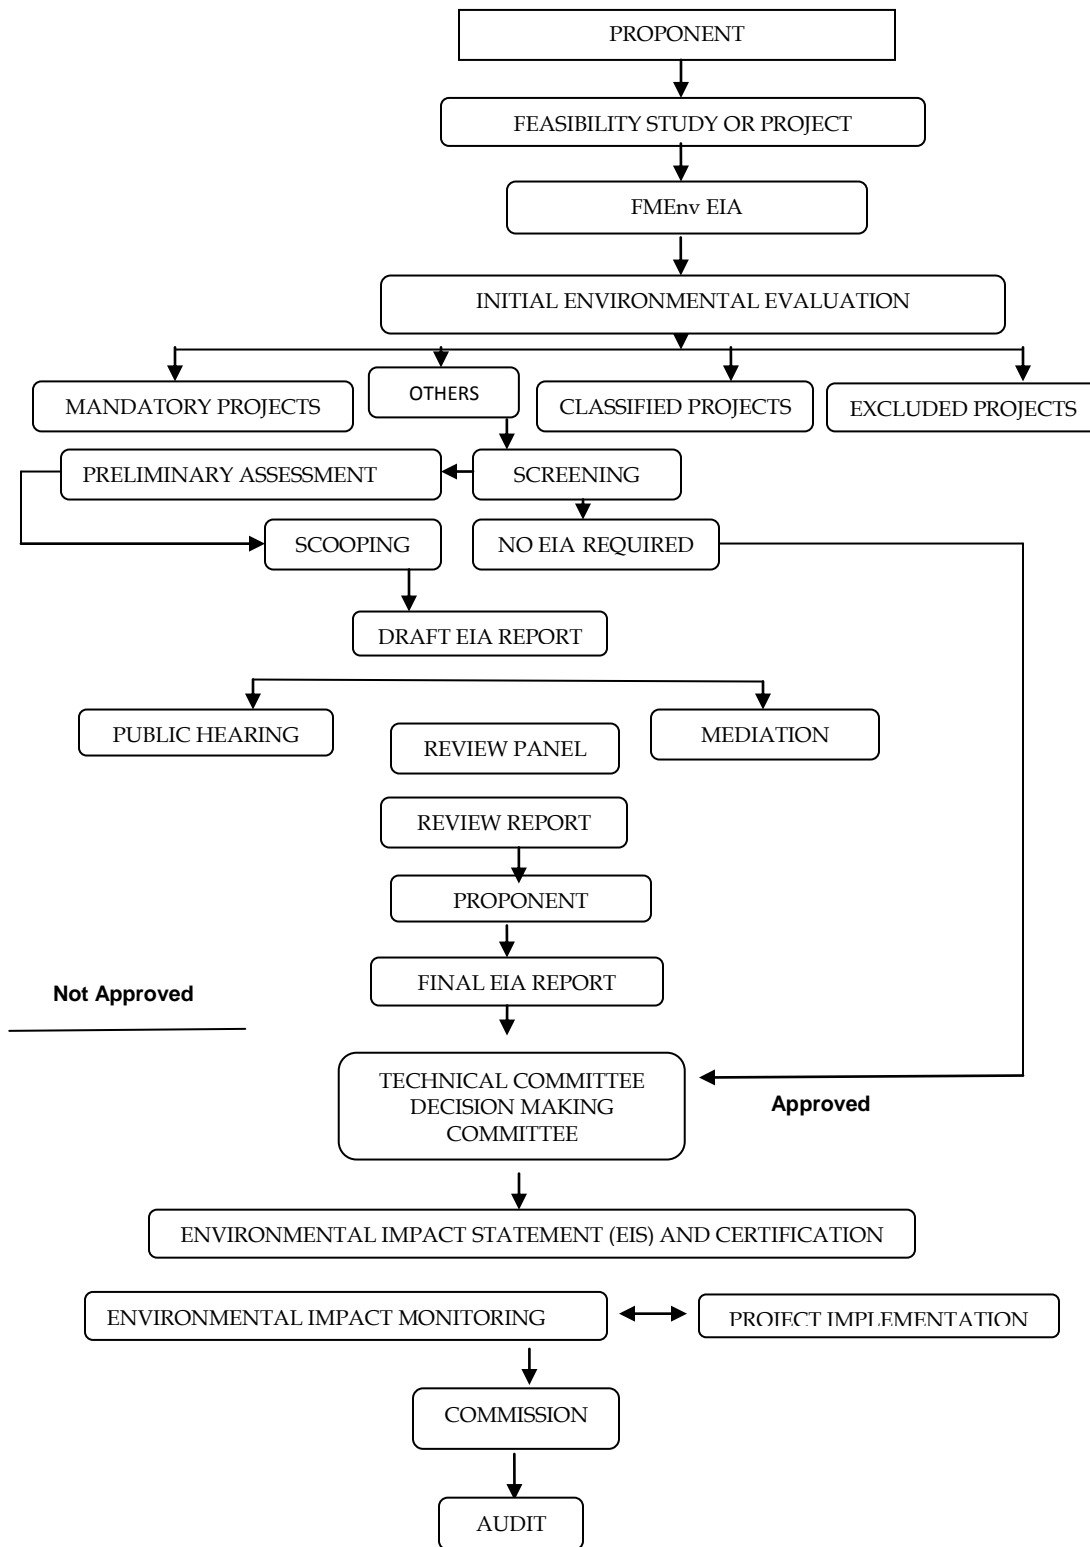 PROPONENT
FEASIBILITY STUDY OR PROJECT
FMEnv EIA
INITIAL ENVIRONMENTAL EVALUATION
MANDATORY PROJECTS
OTHERS
CLASSIFIED PROJECTS
EXCLUDED PROJECTS
PRELIMINARY ASSESSMENT
SCREENING
SCOOPING
NO EIA REQUIRED
DRAFT EIA REPORT
PUBLIC HEARING
REVIEW PANEL
MEDIATION
REVIEW REPORT
PROPONENT
FINAL EIA REPORT
Not Approved
TECHNICAL COMMITTEE
DECISION MAKING
COMMITTEE
Approved
ENVIRONMENTAL IMPACT STATEMENT (EIS) AND CERTIFICATION
ENVIRONMENTAL IMPACT MONITORING
PROJECT IMPLEMENTATION
COMMISSION
AUDIT